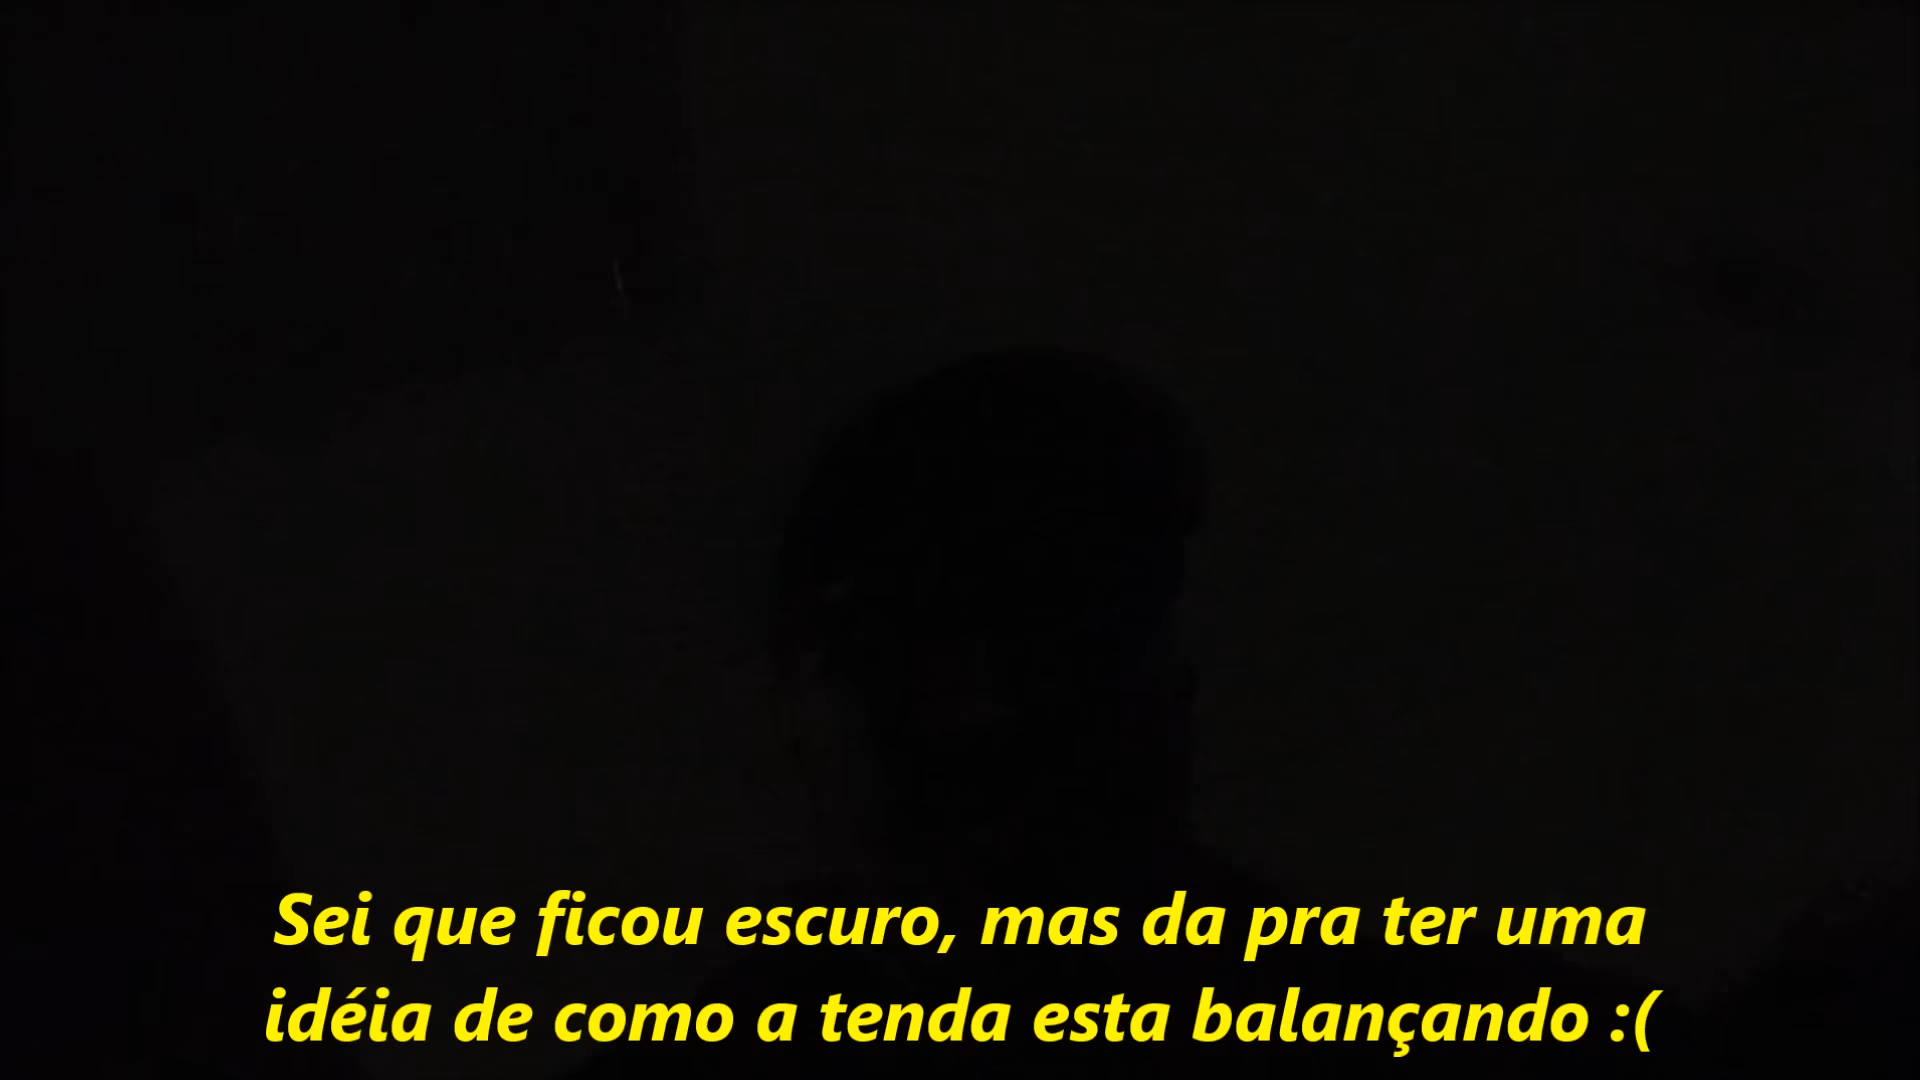 Sei que ficou escuro, mas da pra ter uma
idéia de como a tenda esta balançando :(